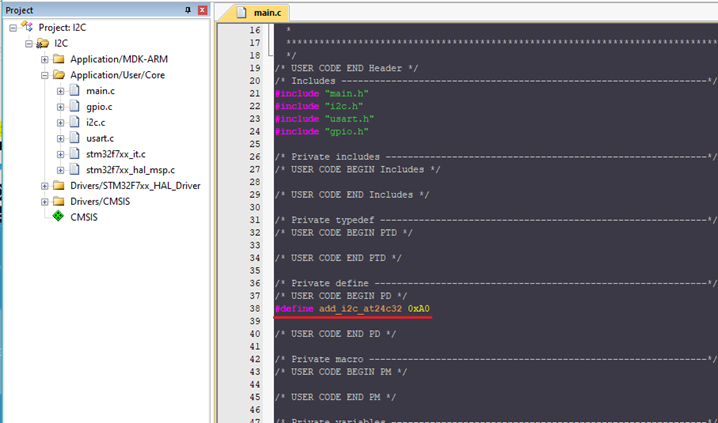 Project
Project: I2C
I2C
Application/MDK-ARM
Application/User/Core
main.c
gpio.c
i2c.c
usart.c
stm32f7xx_it.c
stm32f7xx_hal_msp.c
Drivers/STM32F7xx_HAL_Driver
Drivers/CMSIS
CMSIS
main.c
16 *
17 ******************************************************************************
18 */
19 /* USER CODE END Header */
20 /* Includes ------------------------------------------------------------------*/
21 #include "main.h"
22 #include "i2c.h"
23 #include "usart.h"
24 #include "gpio.h"
25
26 /* Private includes ----------------------------------------------------------*/
27 /* USER CODE BEGIN Includes */
28
29 /* USER CODE END Includes */
30
31 /* Private typedef -----------------------------------------------------------*/
32 /* USER CODE BEGIN PTD */
33
34 /* USER CODE END PTD */
35
36 /* Private define ------------------------------------------------------------*/
37 /* USER CODE BEGIN PD */
38 #define add_i2c_at24c32 0xA0
39
40 /* USER CODE END PD */
41
42 /* Private macro -------------------------------------------------------------*/
43 /* USER CODE BEGIN PM */
44
45 /* USER CODE END PM */
46
47 /* Private variables ---------------------------------------------------------*/